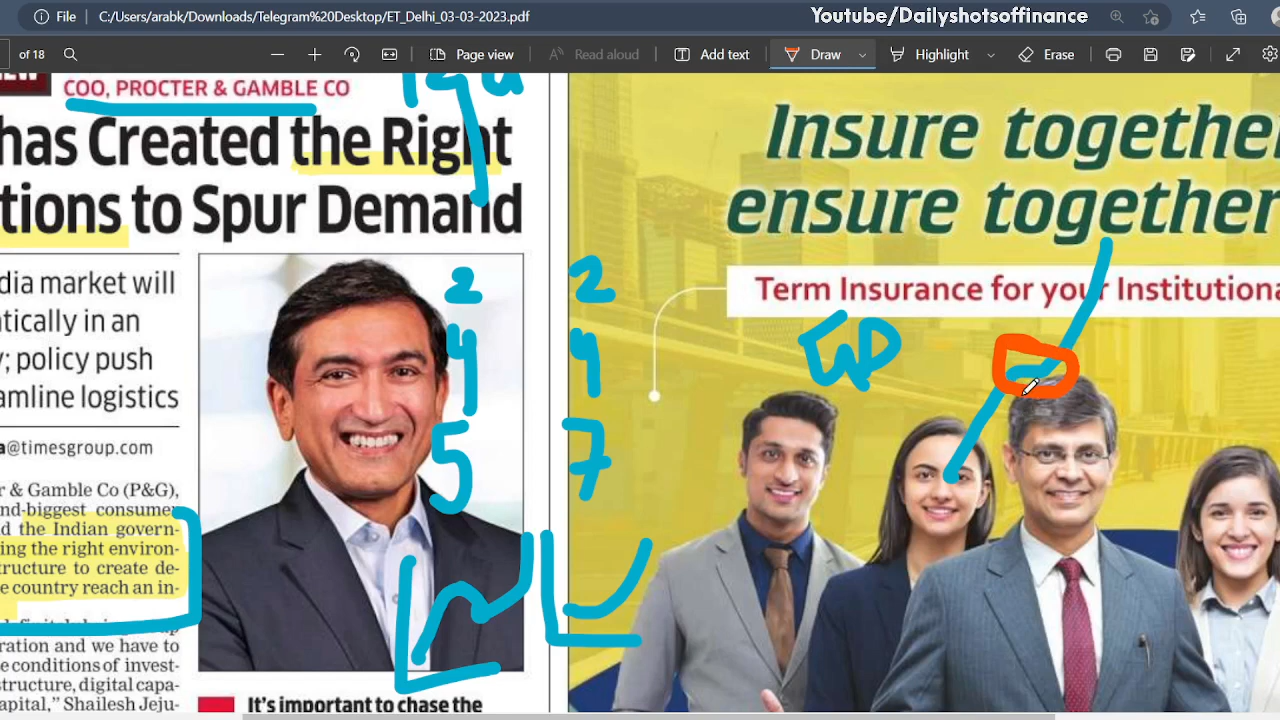 File C:/Users/arabk/Downloads/Telegram%20Desktop/ET_Delhi_03-03-2023.pdf
Youtube/Dailyshotsoffinance
of 18
Page view
Read aloud
Add text
Draw
Highlight
Erase
COO, PROCTER & GAMBLE CO
has Created the Right
tions to Spur Demand
dia market will
atically in an
y; policy push
amline logistics
a@timesgroup.com
r & Gamble Co (P&G),
nd-biggest consumer
d the Indian govern-
ing the right environ-
tructure to create de-
e country reach an in-
ration and we have to
e conditions of invest-
structure, digital capa-
apital,” Shailesh Jeju-
It’s important to chase the
2
4
5
2
4
7
Insure together
ensure together
Term Insurance for your Institutiona